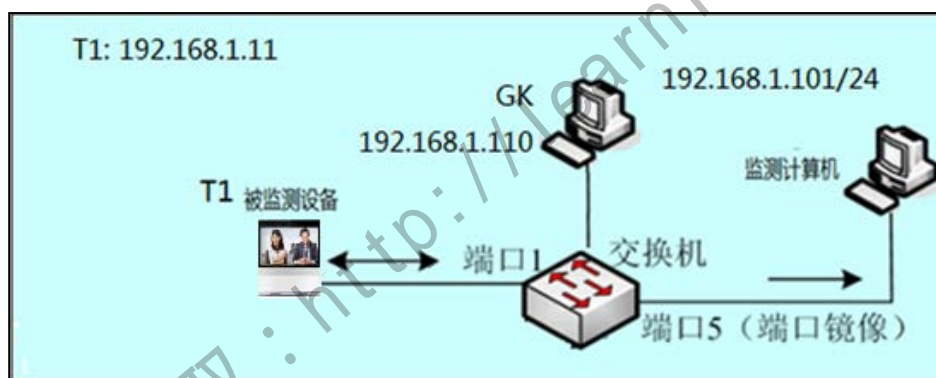 T1: 192.168.1.11
GK
192.168.1.110
192.168.1.101/24
监测计算机
T1 被监测设备
端口1
交换机
端口5（端口镜像）
: http://learn